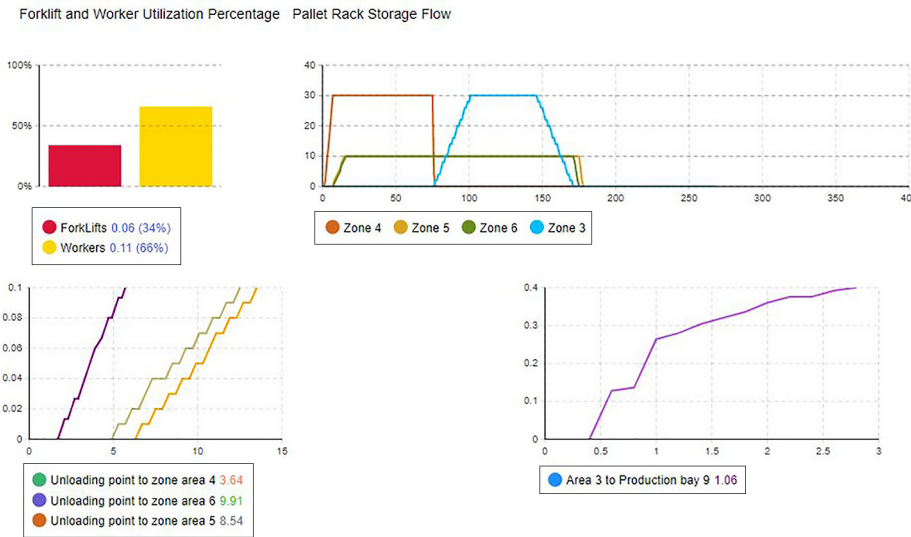 Forklift and Worker Utilization Percentage Pallet Rack Storage Flow
100%
50%
0%
ForkLifts 0.06 (34%)
Workers 0.11 (66%)
40
30
20
10
0
0 50 100 150 200 250 300 350 40
Zone 4 Zone 5 Zone 6 Zone 3
0.1
0.08
0.06
0.04
0.02
0
0 5 10 15
Unloading point to zone area 4 3.64
Unloading point to zone area 6 9.91
Unloading point to zone area 5 8.54
0.4
0.3
0.2
0.1
0
0 0.5 1 1.5 2 2.5 3
Area 3 to Production bay 9 1.06